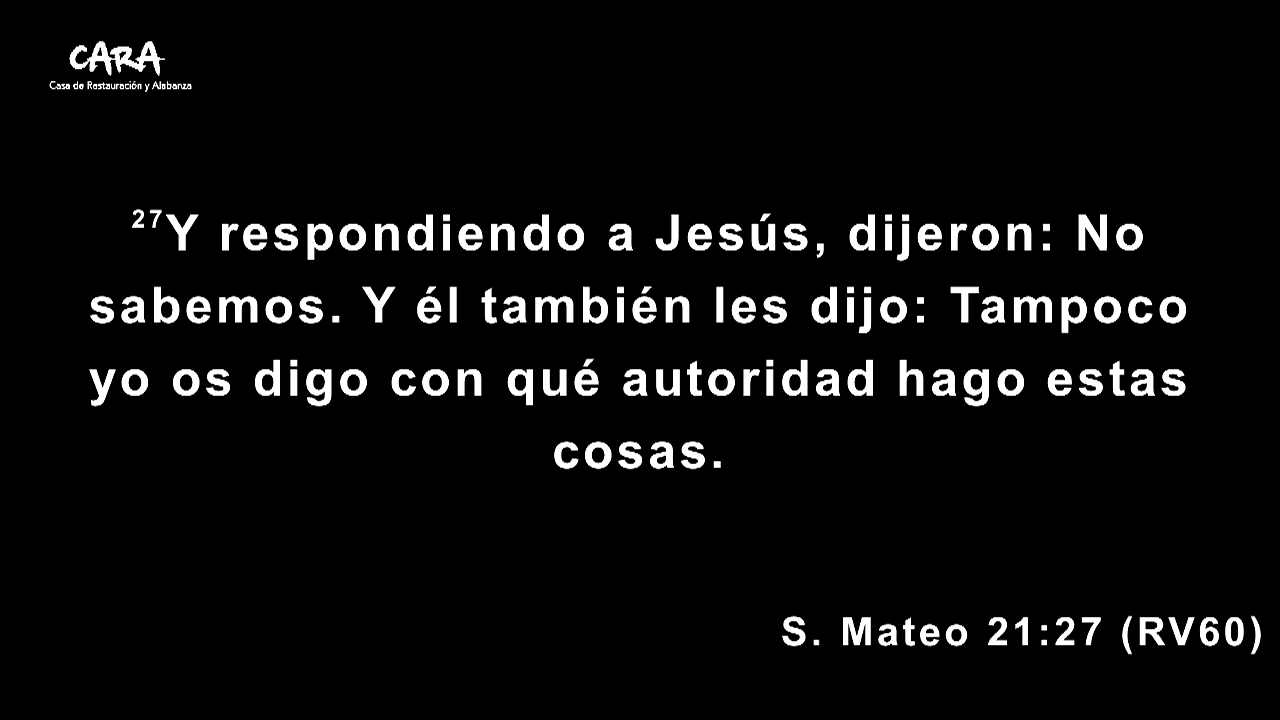 CARA
Casa de Restauración y Alabanza
27Y respondiendo a Jesús, dijeron: No
sabemos. Y él también les dijo: Tampoco
yo os digo con qué autoridad hago estas
cosas.
S. Mateo 21:27 (RV60)